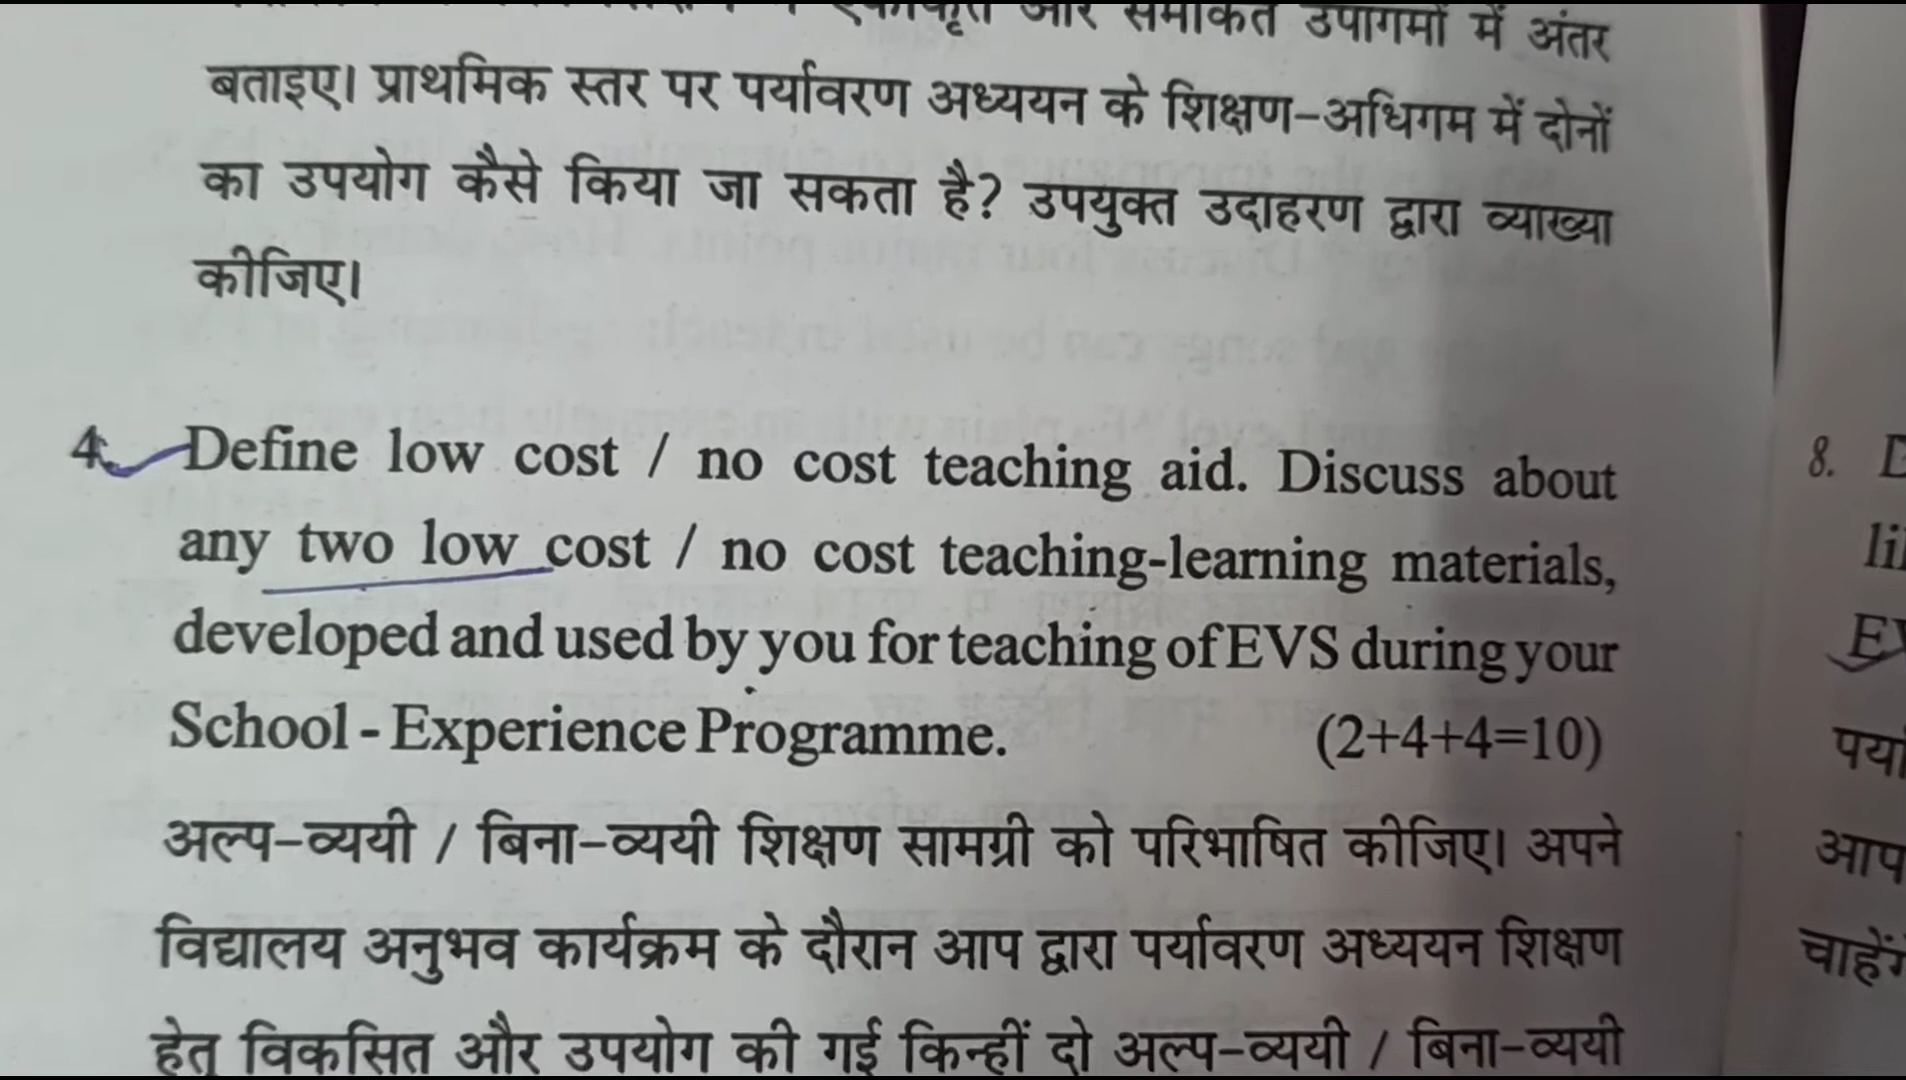 एकीकृत और समाकित उपागमों में अंतर
बताइए। प्राथमिक स्तर पर पर्यावरण अध्ययन के शिक्षण-अधिगम में दोनों
का उपयोग कैसे किया जा सकता है? उपयुक्त उदाहरण द्वारा व्याख्या
कीजिए।
4. Define low cost / no cost teaching aid. Discuss about
any two low cost / no cost teaching-learning materials,
developed and used by you for teaching of EVS during your
School - Experience Programme. (2+4+4=10)
अल्प-व्ययी / बिना-व्ययी शिक्षण सामग्री को परिभाषित कीजिए। अपने
विद्यालय अनुभव कार्यक्रम के दौरान आप द्वारा पर्यावरण अध्ययन शिक्षण
हेतु विकसित और उपयोग की गई किन्हीं दो अल्प-व्ययी / बिना-व्ययी
8.
आप